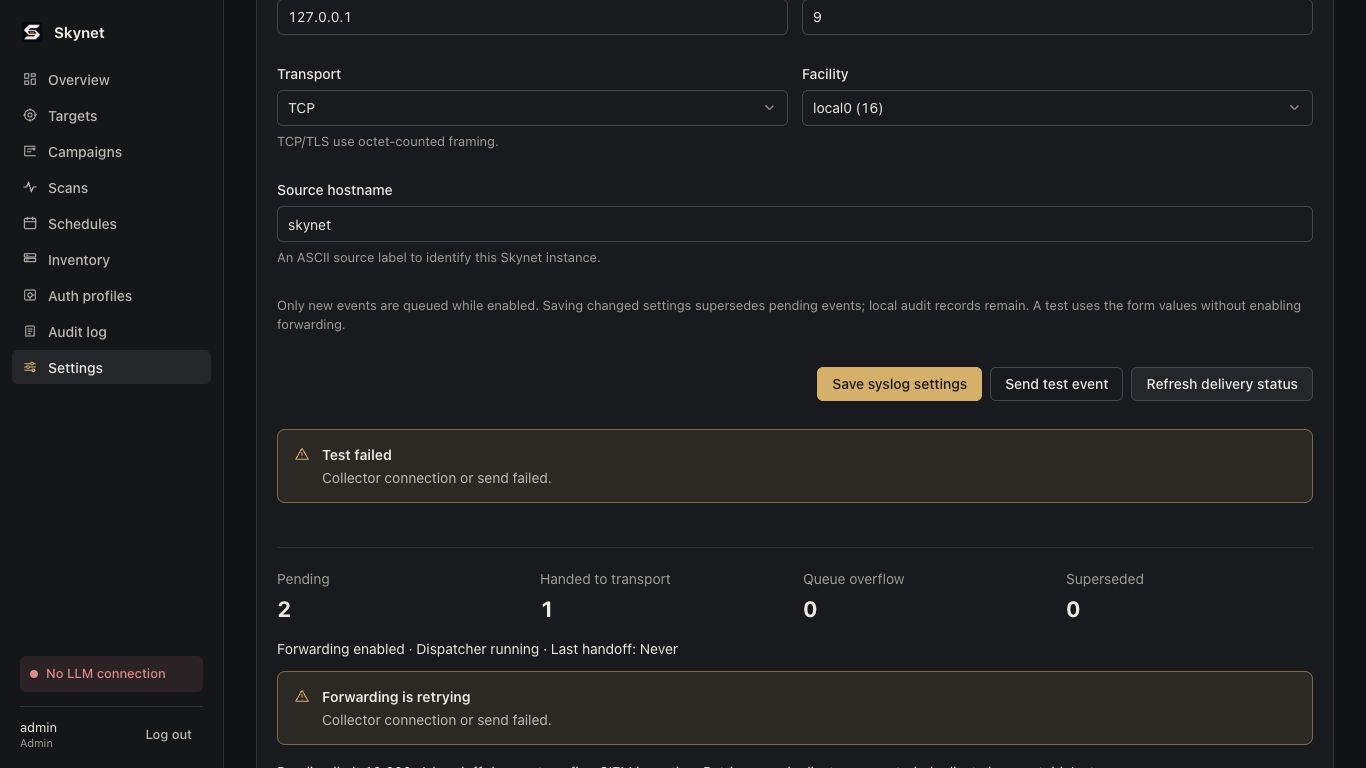 Skynet
Overview
Targets
Campaigns
Scans
Schedules
Inventory
Auth profiles
Audit log
Settings
No LLM connection
admin
Admin
Log out
127.0.0.1
9
Transport
Facility
TCP
local0 (16)
TCP/TLS use octet-counted framing.
Source hostname
skynet
An ASCII source label to identify this Skynet instance.
Only new events are queued while enabled. Saving changed settings supersedes pending events; local audit records remain. A test uses the form values without enabling
forwarding.
Save syslog settings
Send test event
Refresh delivery status
Test failed
Collector connection or send failed.
Pending
Handed to transport
Queue overflow
Superseded
2
1
0
0
Forwarding enabled · Dispatcher running · Last handoff: Never
Forwarding is retrying
Collector connection or send failed.